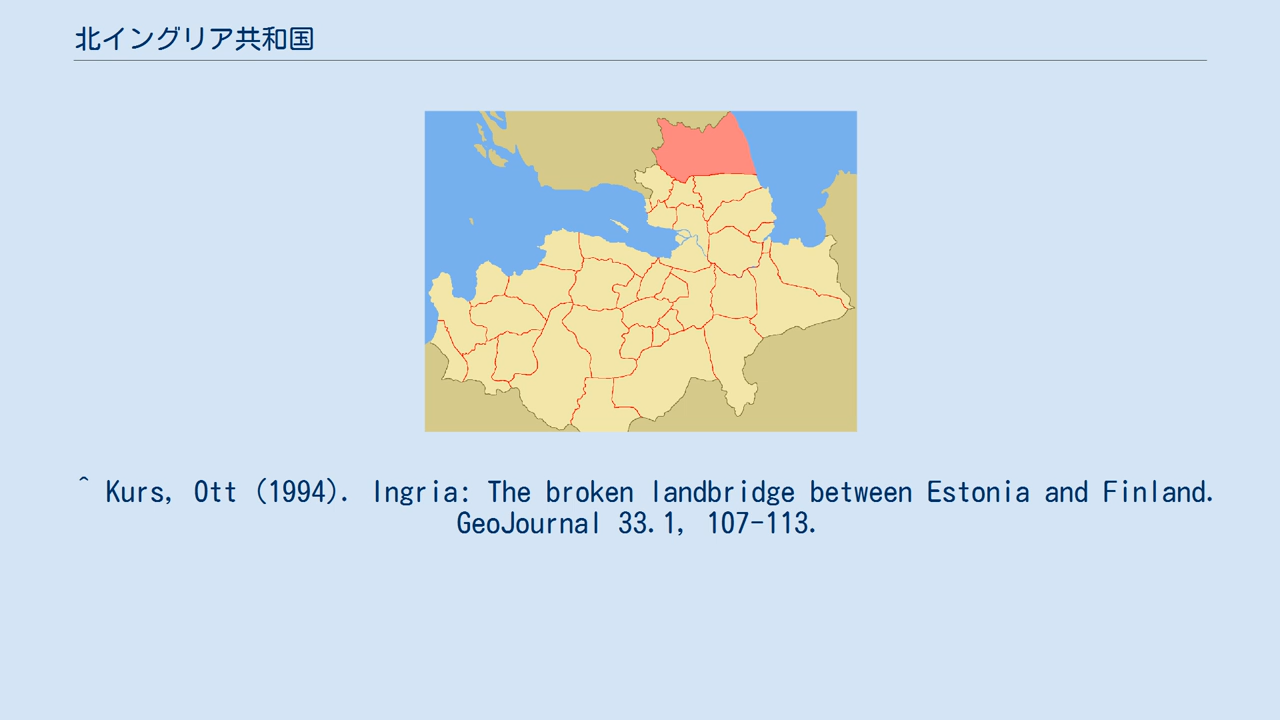 北イングリア共和国
^ Kurs, Ott (1994). Ingria: The broken landbridge between Estonia and Finland.
GeoJournal 33.1, 107-113.